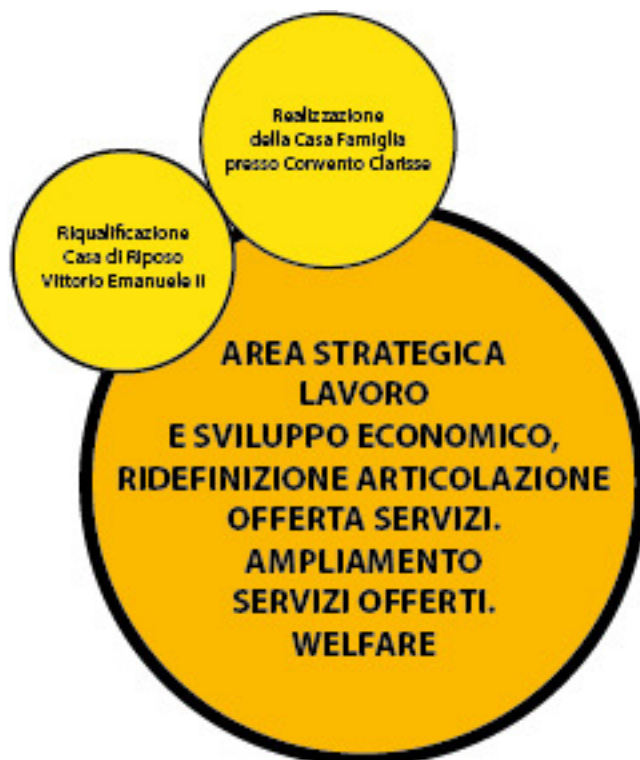 Realizzazione
della Casa Famiglia
presso Convento Clarisse
Riqualificazione
Casa di Riposo
Vittorio Emanuele II
AREA STRATEGICA
LAVORO
E SVILUPPO ECONOMICO,
RIDEFINIZIONE ARTICOLAZIONE
OFFERTA SERVIZI.
AMPLIAMENTO
SERVIZI OFFERTI.
WELFARE